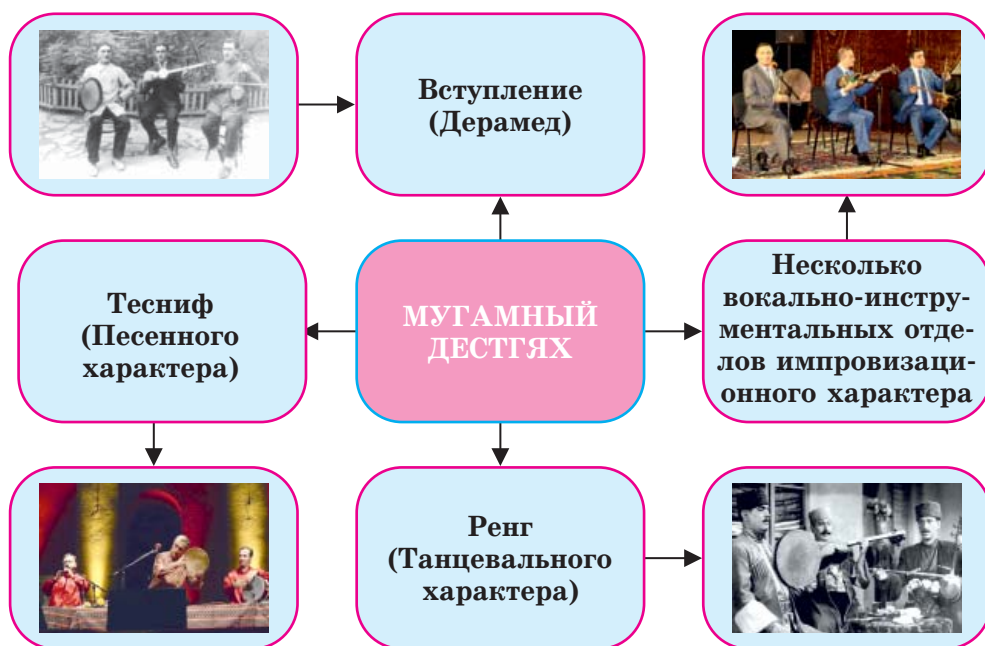 Вступление
(Дерамед)
Тесниф
(Песенного
характера)
МУГАМНЫЙ
ДЕСТГЯХ
Несколько
вокально-инстру-
ментальных отде-
лов импровизаци-
онного характера
Ренг
(Танцевального
характера)